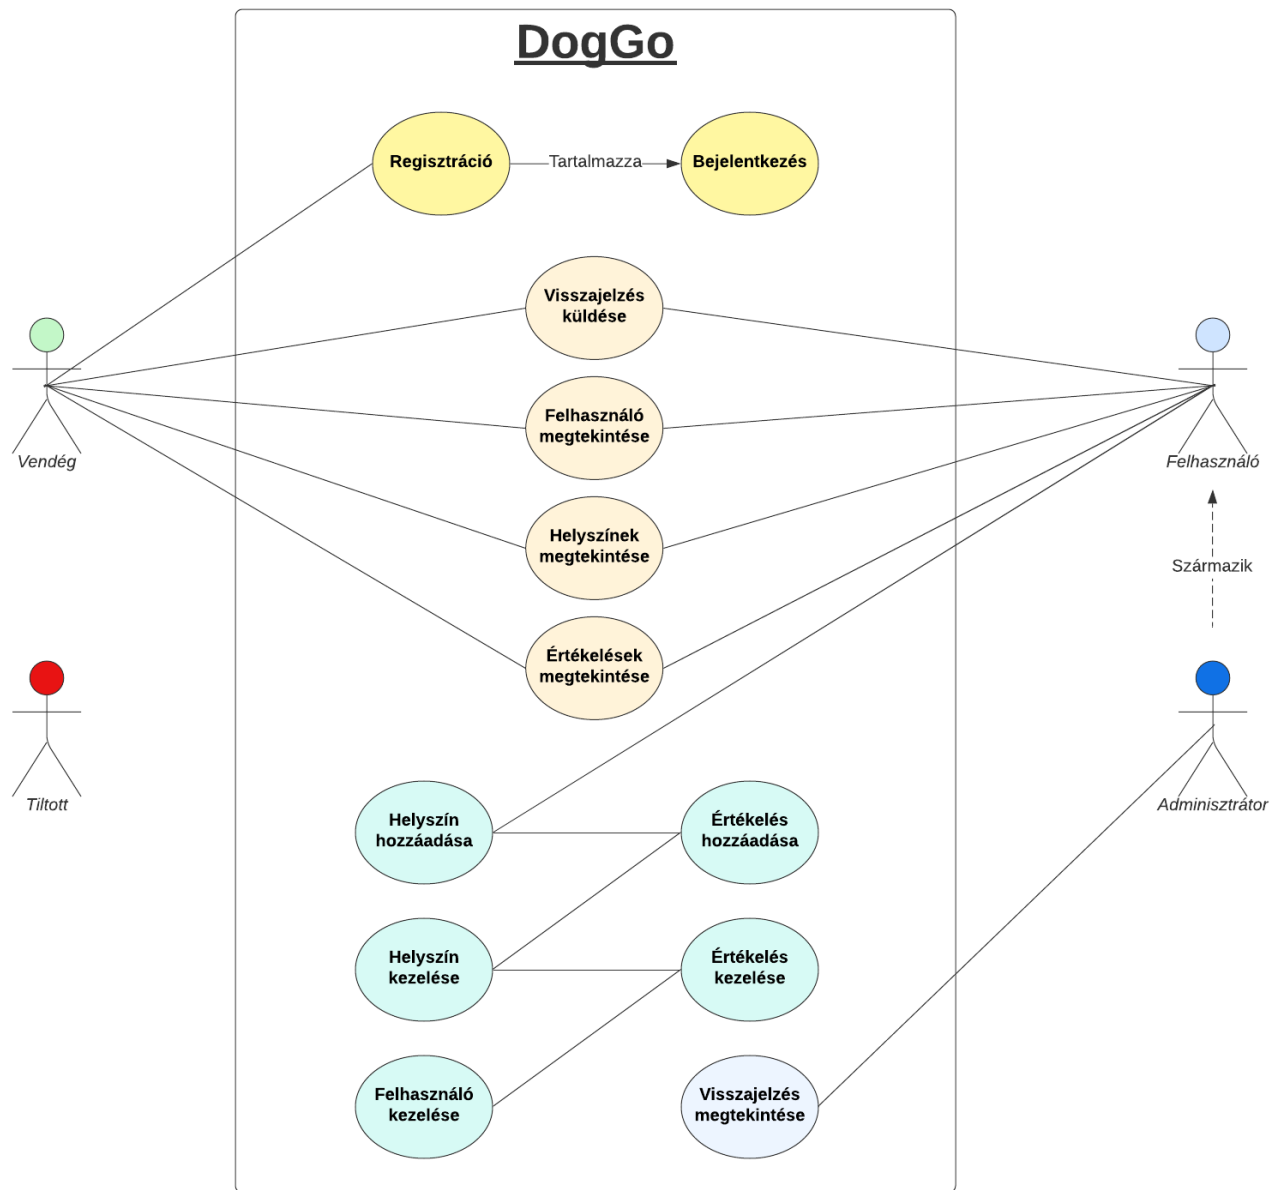 DogGo
Regisztráció
Tartalmazza
Bejelentkezés
Visszajelzés
küldése
Felhasználó
megtekintése
Vendég
Felhasználó
Helyszínek
megtekintése
Származik
Értékelések
megtekintése
Tiltott
Adminisztrátor
Helyszín
hozzáadása
Értékelés
hozzáadása
Helyszín
kezelése
Értékelés
kezelése
Felhasználó
kezelése
Visszajelzés
megtekintése